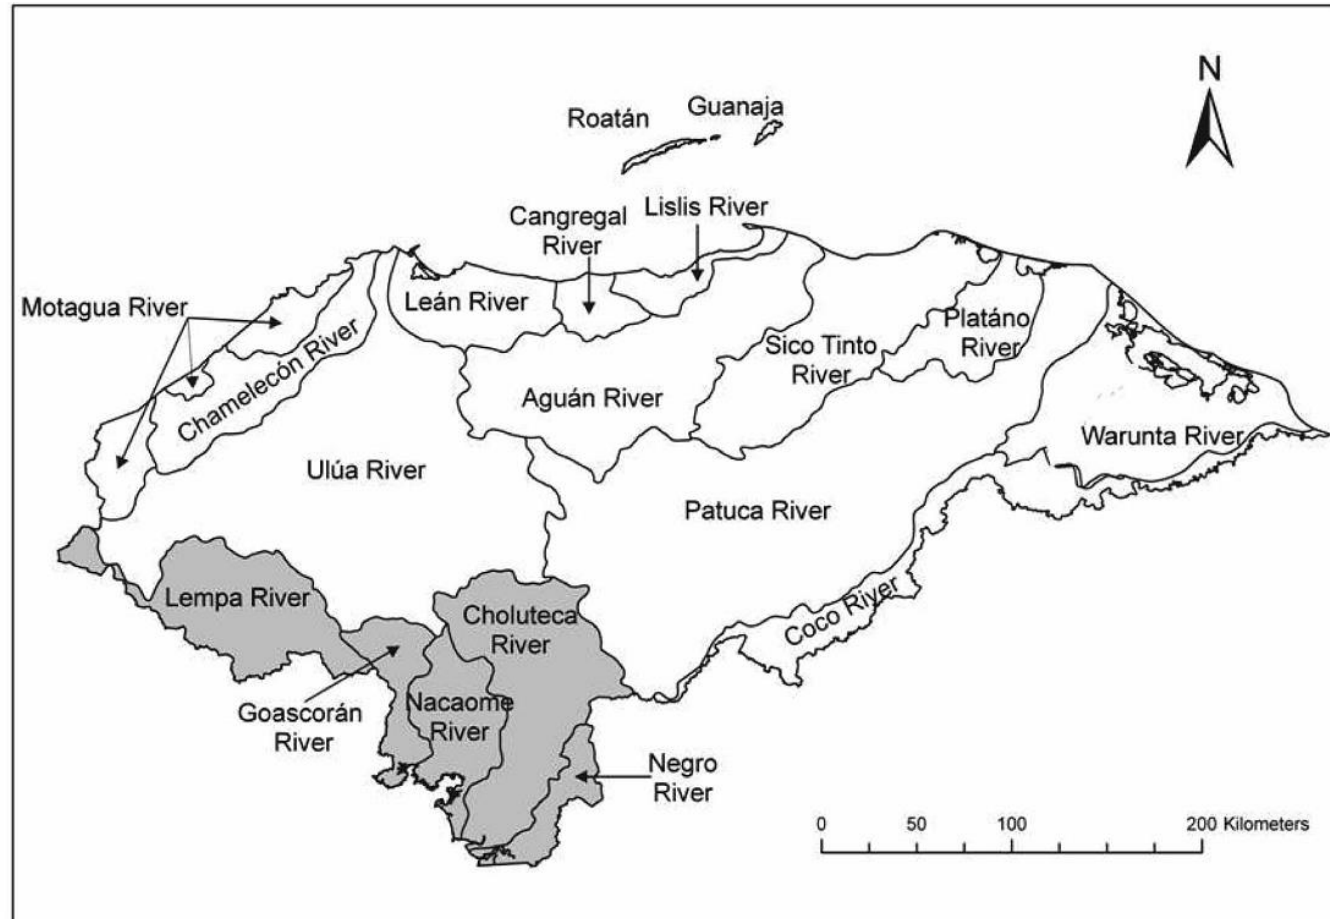 N
Guanaja
Roatán
Lislis River
Cangregal
River
Motagua River
Leán River
Chamelecón River
Platáno
River
Sico Tinto
River
Aguán River
Warunta River
Ulúa River
Patuca River
Lempa River
Choluteca
River
Coco River
Goascorán
River
Nacaome
River
Negro
River
0 50 100 200 Kilometers